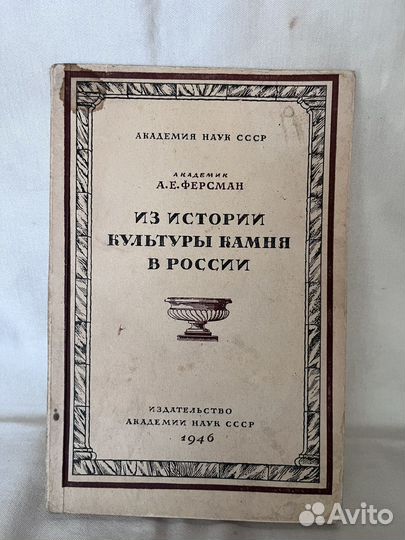 АКАДЕМИЯ НАУК СССР
АКАДЕМИК
А.Е.ФЕРСМАН
ИЗ ИСТОРИИ
КУЛЬТУРЫ КАМНЯ
В РОССИИ
ИЗДАТЕЛЬСТВО
АКАДЕМИИ НАУК СССР
1946
Avito